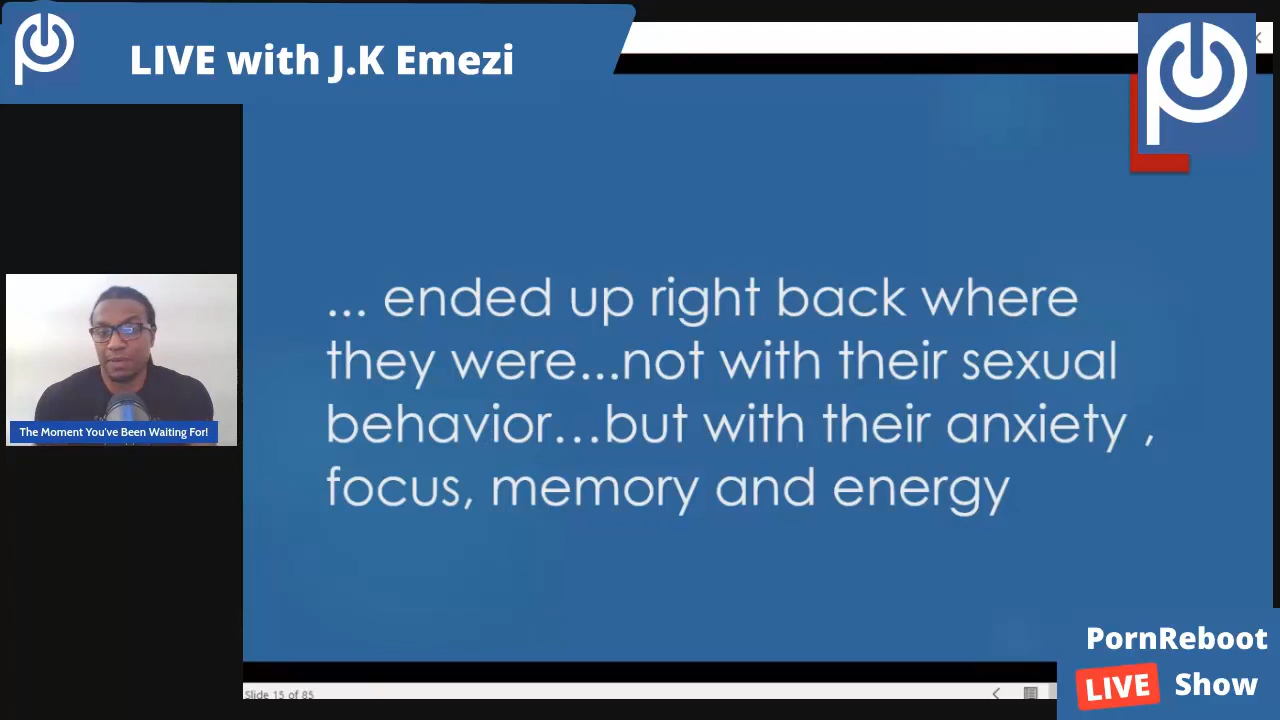 LIVE with J.K Emezi
... ended up right back where
they were...not with their sexual
behavior...but with their anxiety ,
focus, memory and energy
The Moment You've Been Waiting For!
Slide 15 of 85
PornReboot
LIVE Show